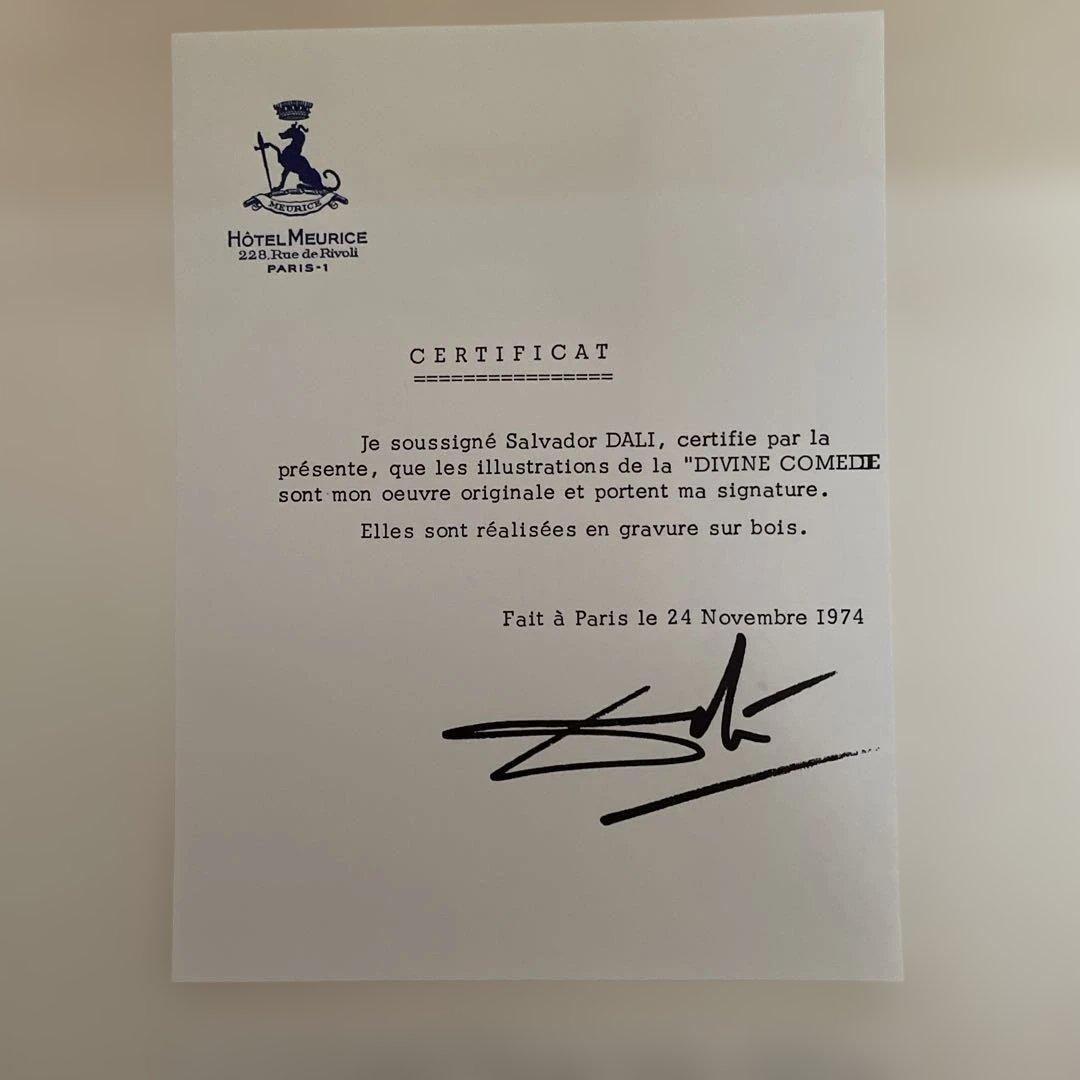 MEURICE
HÔTEL MEURICE
228.Rue de Rivoli
PARIS-1
CERTIFICAT
================
Je soussigné Salvador DALI, certifie par la
présente, que les illustrations de la "DIVINE COMEDIE
sont mon oeuvre originale et portent ma signature.
Elles sont réalisées en gravure sur bois.
Fait à Paris le 24 Novembre I974